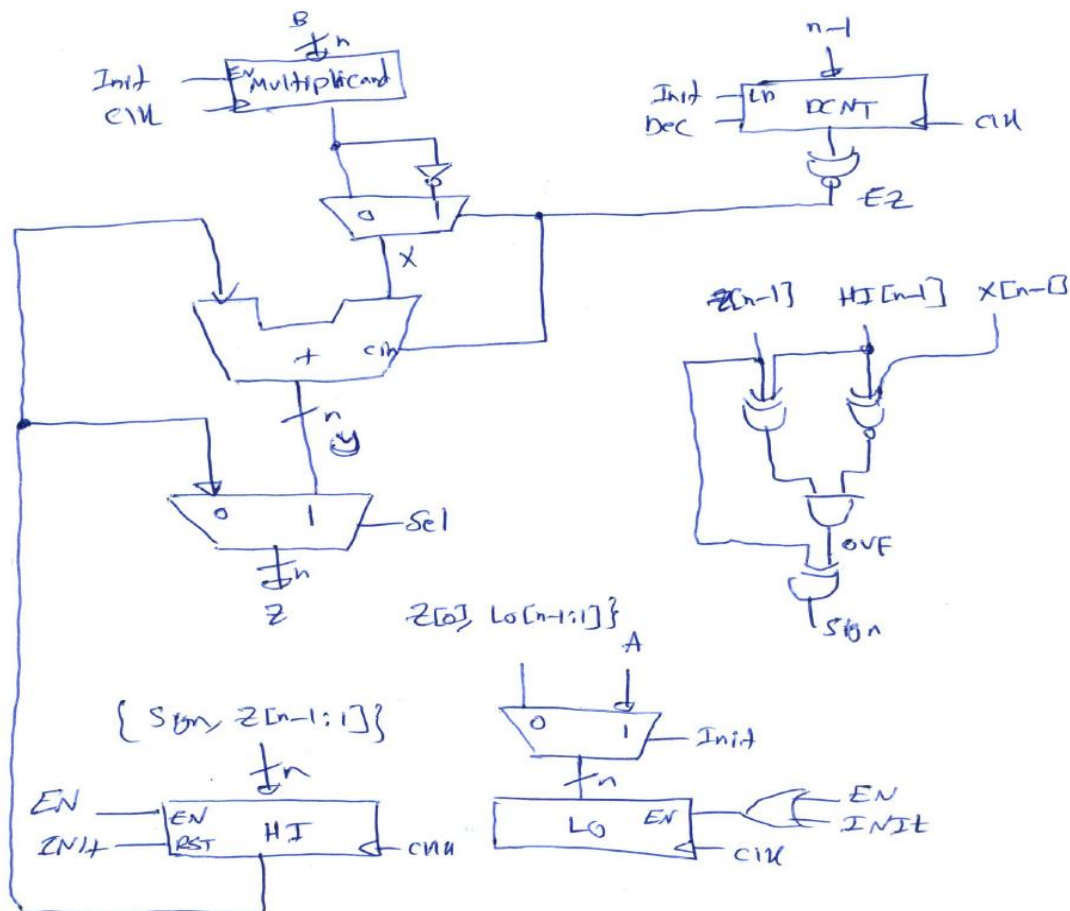 B
n
Init
EN
Multiplicand
Clk
n-1
Init
LD
DCNT
Dec
Clk
EZ
0
1
X
+
cin
n
y
Z[n-1] HI[n-1] X[n-1]
0
1
Sel
n
Z
OVF
Sign
Z[0], LO[n-1:1]}
A
0
1
Init
n
{ Sign, Z[n-1:1]}
n
EN
EN
INit
RST
HI
LO
EN
EN
INIt
Clk